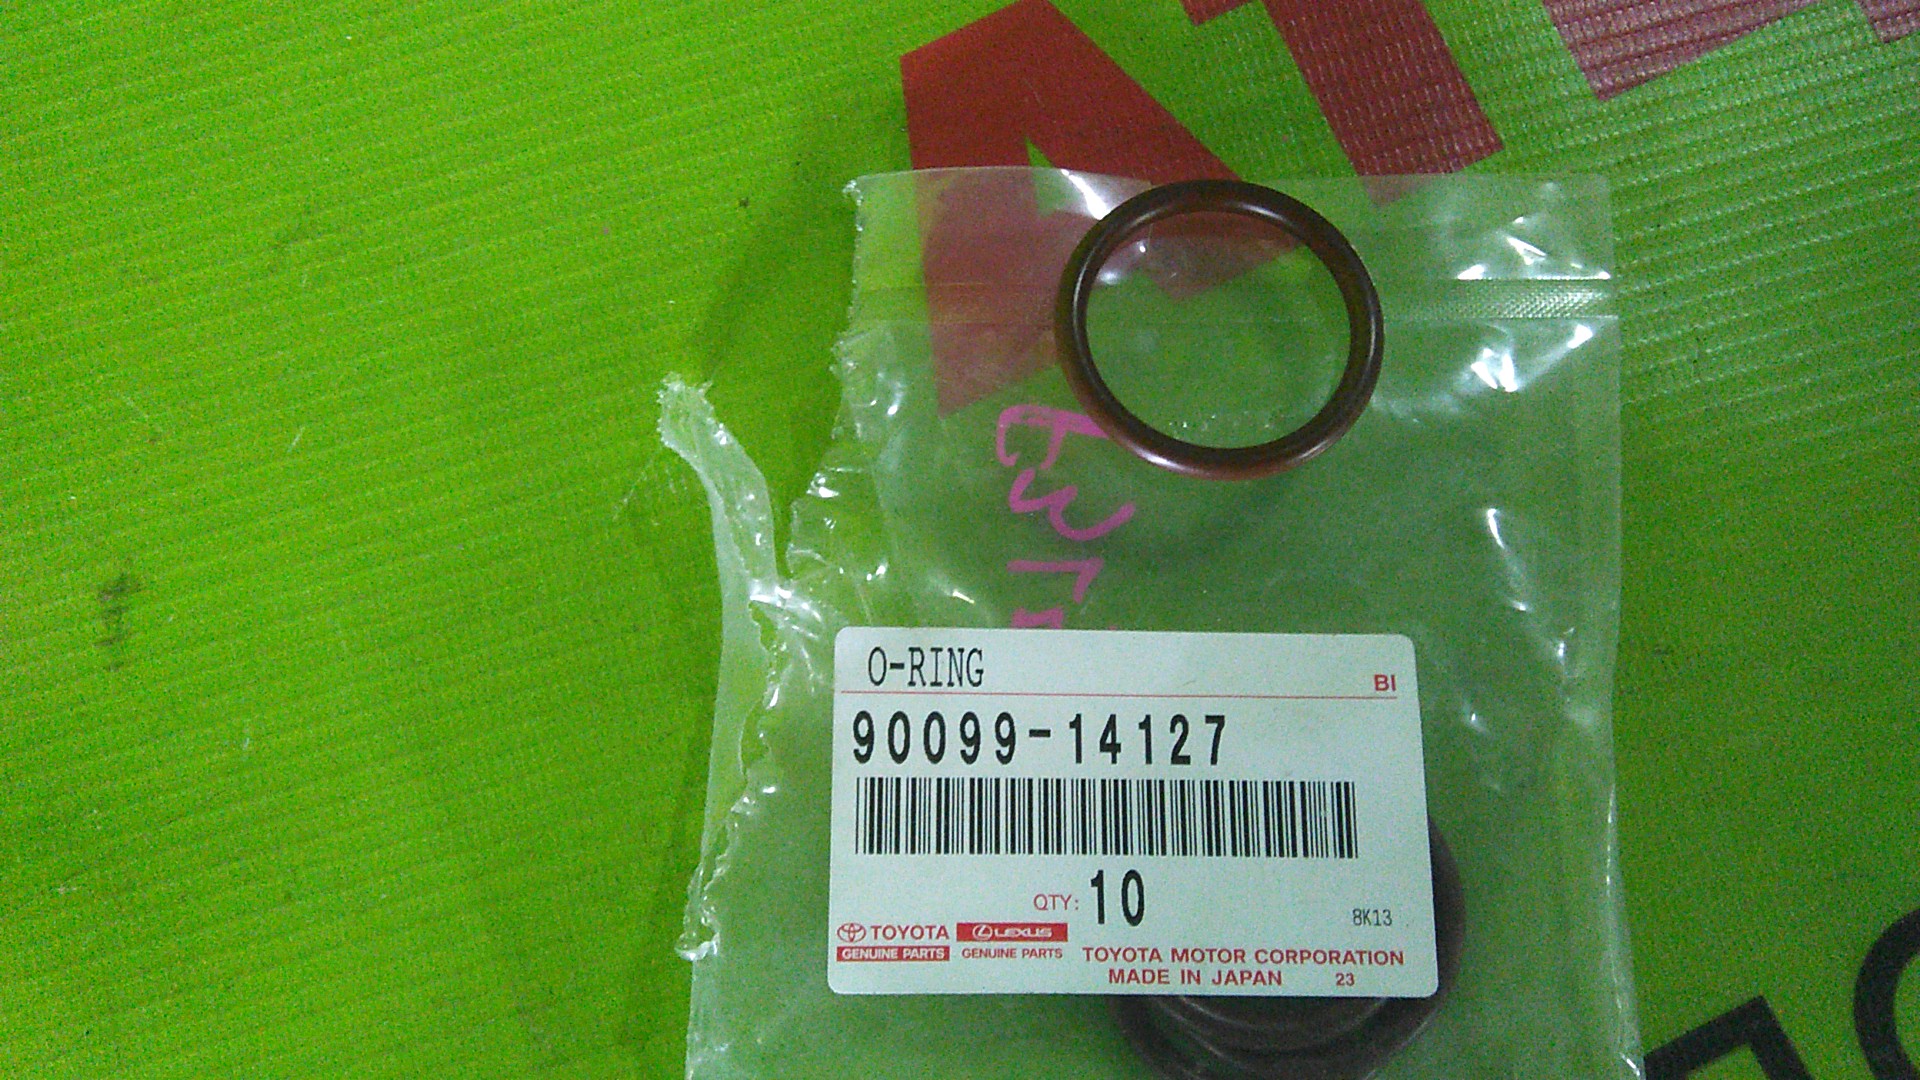 O-RING
BI
90099-14127
QTY: 10
8K13
TOYOTA
LEXUS
GENUINE PARTS
GENUINE PARTS
TOYOTA MOTOR CORPORATION
MADE IN JAPAN 23